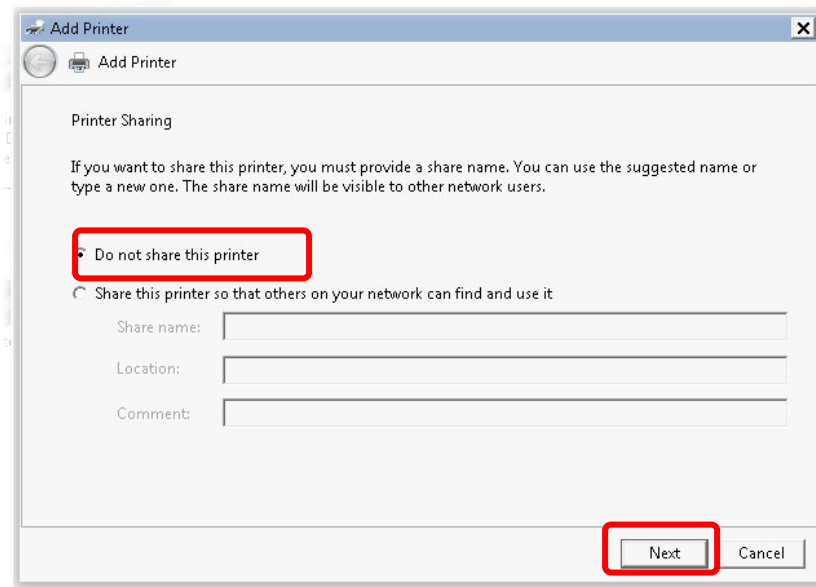 Add Printer
Add Printer
Printer Sharing
If you want to share this printer, you must provide a share name. You can use the suggested name or
type a new one. The share name will be visible to other network users.
Do not share this printer
Share this printer so that others on your network can find and use it
Share name:
Location:
Comment:
Next Cancel